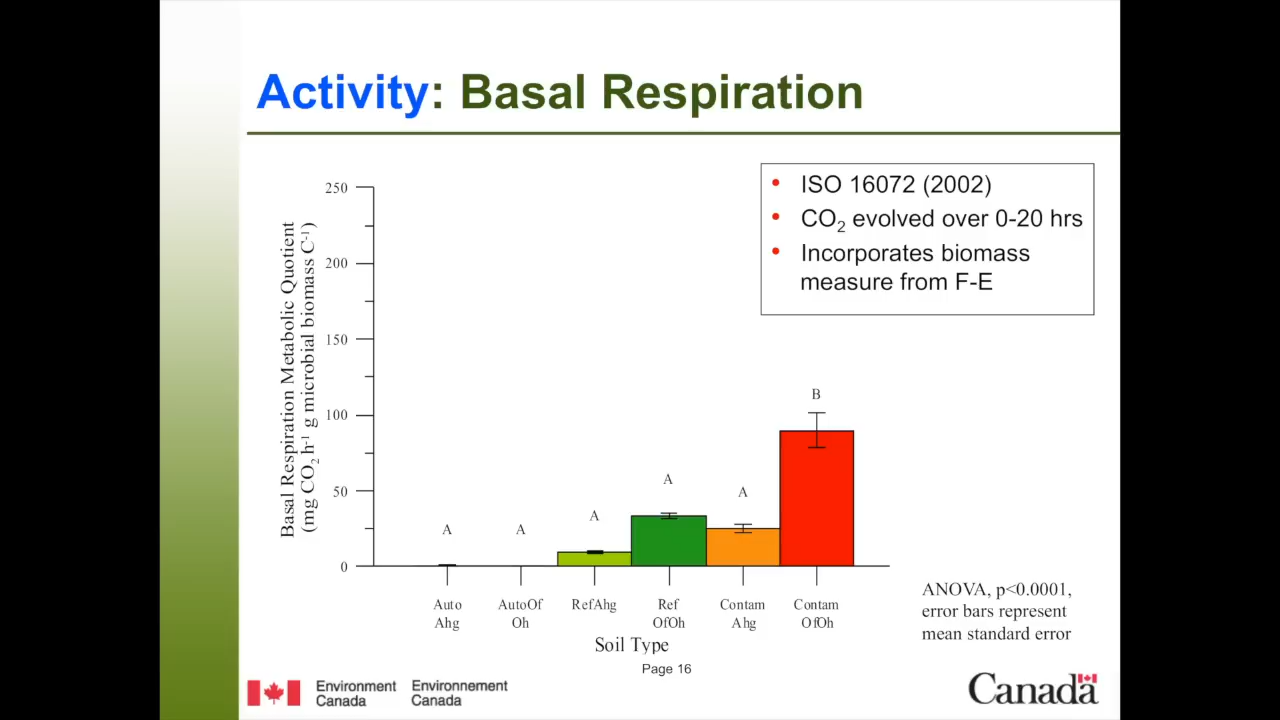 Activity: Basal Respiration
• ISO 16072 (2002)
• CO₂ evolved over 0-20 hrs
• Incorporates biomass
measure from F-E
Basal Respiration Metabolic Quotient
(mg CO₂ h⁻¹ g microbial biomass C⁻¹)
250
200
150
100
50
0
A
A
A
A
A
B
Auto
Ahg
AutoOf
Oh
RefAhg
Ref
OfOh
Contam
Ahg
Contam
OfOh
Soil Type
ANOVA, p<0.0001,
error bars represent
mean standard error
Page 16
Environment
Canada
Environnement
Canada
Canada